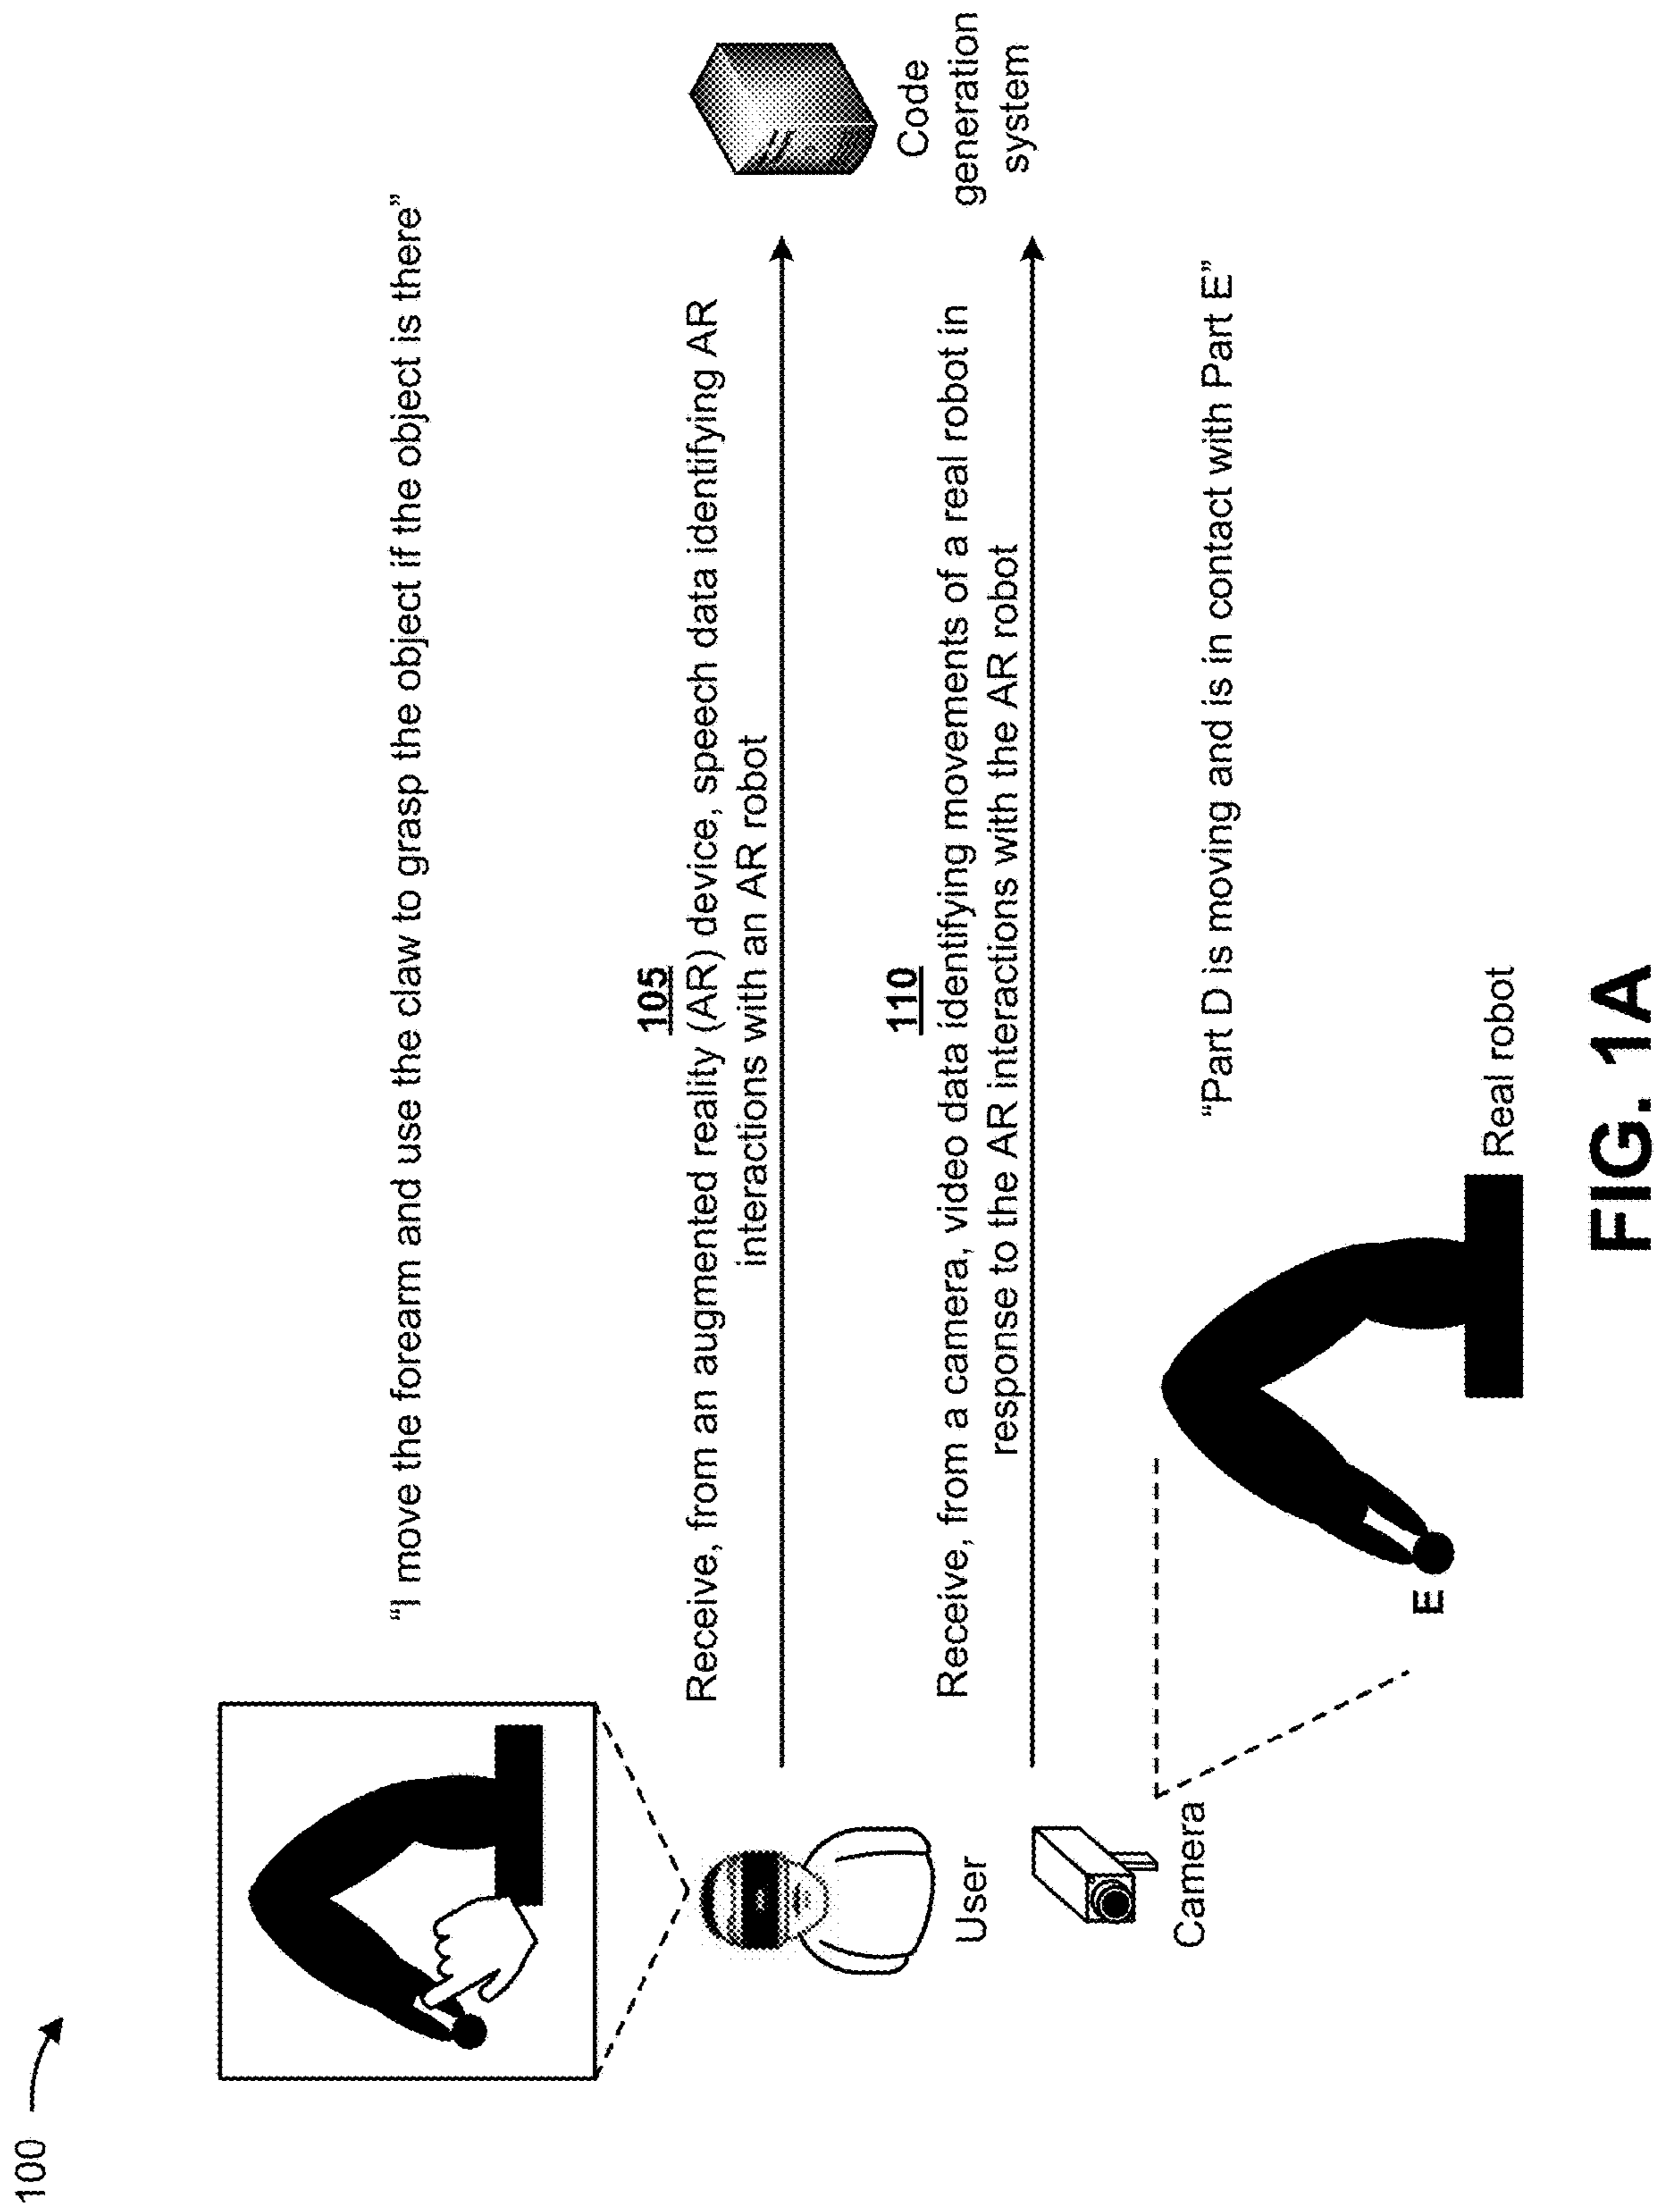 100
“I move the forearm and use the claw to grasp the object if the object is there”
105
Receive, from an augmented reality (AR) device, speech data identifying AR
interactions with an AR robot
User
Code
generation
system
110
Receive, from a camera, video data identifying movements of a real robot in
response to the AR interactions with the AR robot
Camera
“Part D is moving and is in contact with Part E”
E
Real robot
FIG. 1A